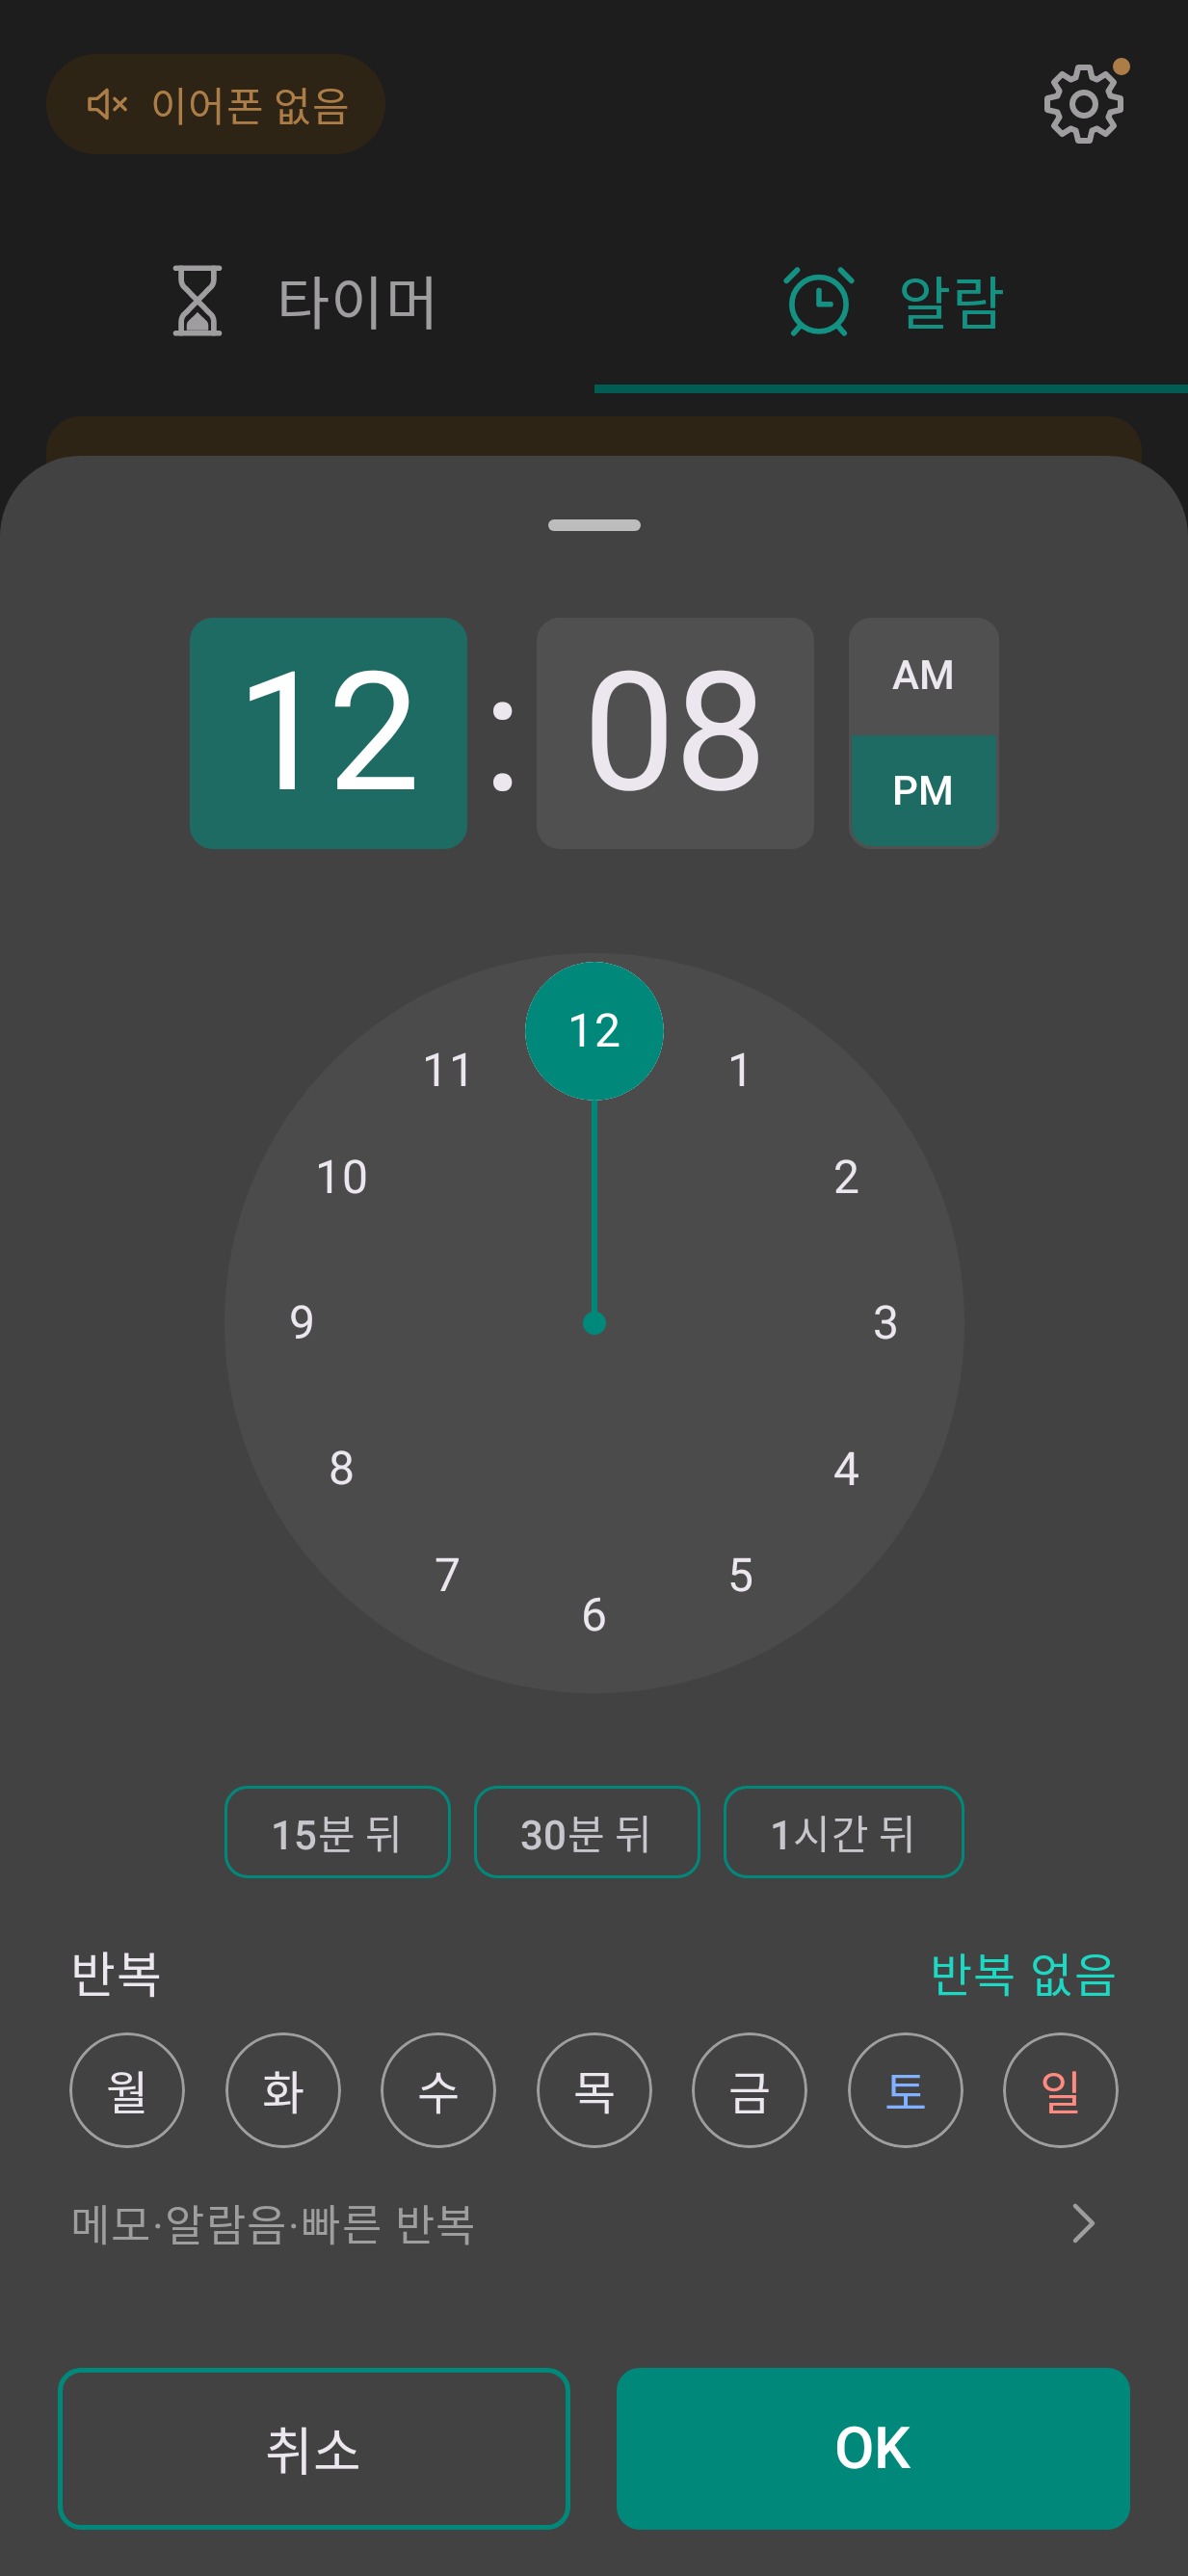 이어폰 없음
타이머
알람
12 : 08
AM
PM
12
11
1
10
2
9
3
8
4
7
5
6
15분 뒤
30분 뒤
1시간 뒤
반복
반복 없음
월 화 수 목 금 토 일
메모·알람음·빠른 반복
취소
OK